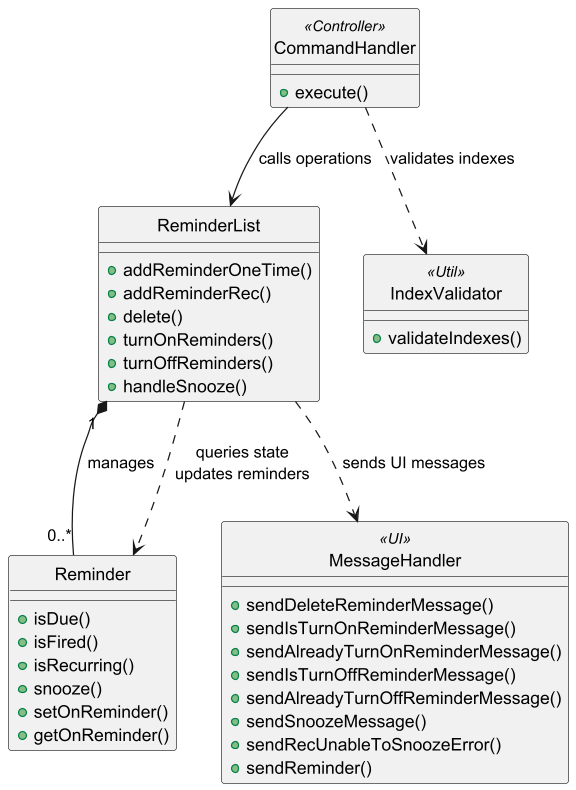 «Controller»
CommandHandler
execute()
calls operations
validates indexes
ReminderList
addReminderOneTime()
addReminderRec()
delete()
turnOnReminders()
turnOffReminders()
handleSnooze()
«Util»
IndexValidator
validateIndexes()
1
manages
0..*
queries state
updates reminders
sends UI messages
Reminder
isDue()
isFired()
isRecurring()
snooze()
setOnReminder()
getOnReminder()
«UI»
MessageHandler
sendDeleteReminderMessage()
sendIsTurnOnReminderMessage()
sendAlreadyTurnOnReminderMessage()
sendIsTurnOffReminderMessage()
sendAlreadyTurnOffReminderMessage()
sendSnoozeMessage()
sendRecUnableToSnoozeError()
sendReminder()